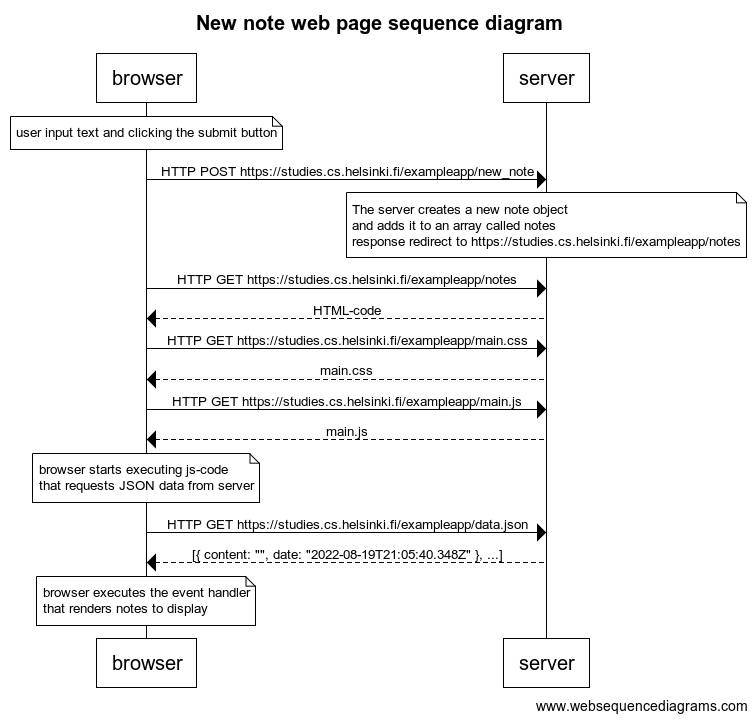 New note web page sequence diagram
browser
server
user input text and clicking the submit button
HTTP POST https://studies.cs.helsinki.fi/exampleapp/new_note
The server creates a new note object
and adds it to an array called notes
response redirect to https://studies.cs.helsinki.fi/exampleapp/notes
HTTP GET https://studies.cs.helsinki.fi/exampleapp/notes
HTML-code
HTTP GET https://studies.cs.helsinki.fi/exampleapp/main.css
main.css
HTTP GET https://studies.cs.helsinki.fi/exampleapp/main.js
main.js
browser starts executing js-code
that requests JSON data from server
HTTP GET https://studies.cs.helsinki.fi/exampleapp/data.json
[{ content: "", date: "2022-08-19T21:05:40.348Z" }, ...]
browser executes the event handler
that renders notes to display
browser
server
www.websequencediagrams.com